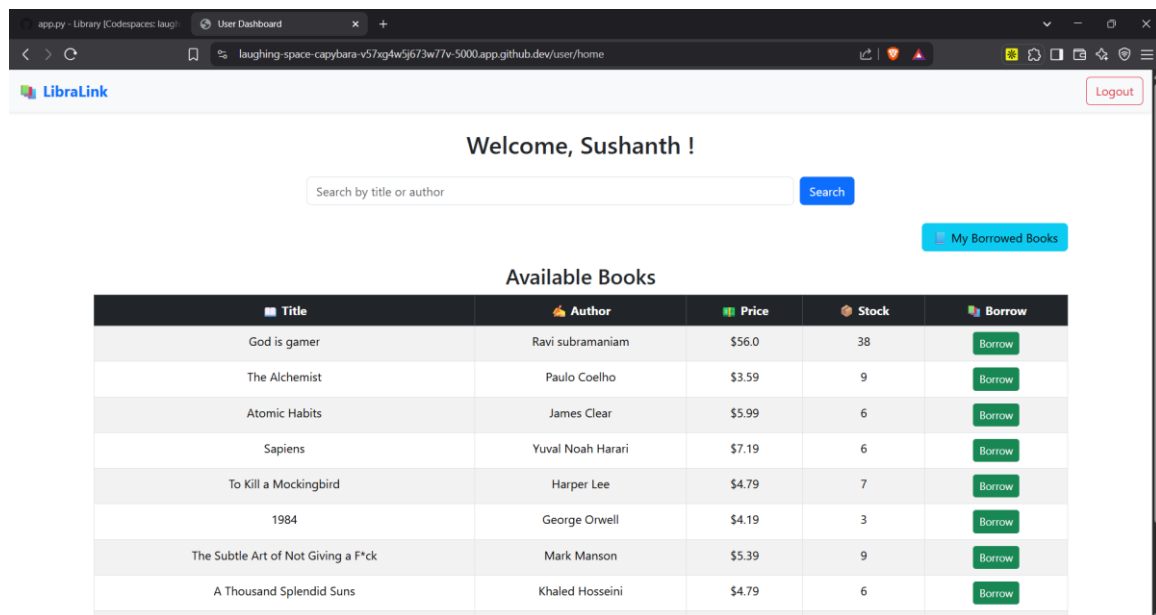 app.py - Library [Codespaces: laugh
User Dashboard
laughing-space-capybara-v57xg4w5j673w77v-5000.app.github.dev/user/home
LibraLink
Logout
Welcome, Sushanth !
Search by title or author
Search
My Borrowed Books
Available Books
Title Author Price Stock Borrow
God is gamer Ravi subramaniam $56.0 38 Borrow
The Alchemist Paulo Coelho $3.59 9 Borrow
Atomic Habits James Clear $5.99 6 Borrow
Sapiens Yuval Noah Harari $7.19 6 Borrow
To Kill a Mockingbird Harper Lee $4.79 7 Borrow
1984 George Orwell $4.19 3 Borrow
The Subtle Art of Not Giving a F*ck Mark Manson $5.39 9 Borrow
A Thousand Splendid Suns Khaled Hosseini $4.79 6 Borrow